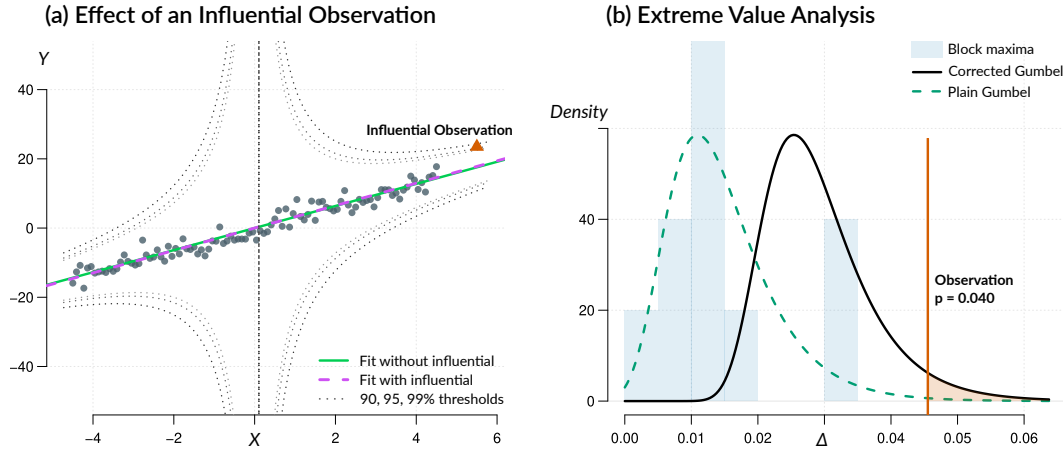 (a) Effect of an Influential Observation
Y
40
20
0
−20
−40
Influential Observation
Fit without influential
Fit with influential
90, 95, 99% thresholds
−4
−2
X
2
4
6
(b) Extreme Value Analysis
Block maxima
Corrected Gumbel
Plain Gumbel
Density
40
20
0
Observation
p = 0.040
0.00
0.01
0.02
Δ
0.04
0.05
0.06